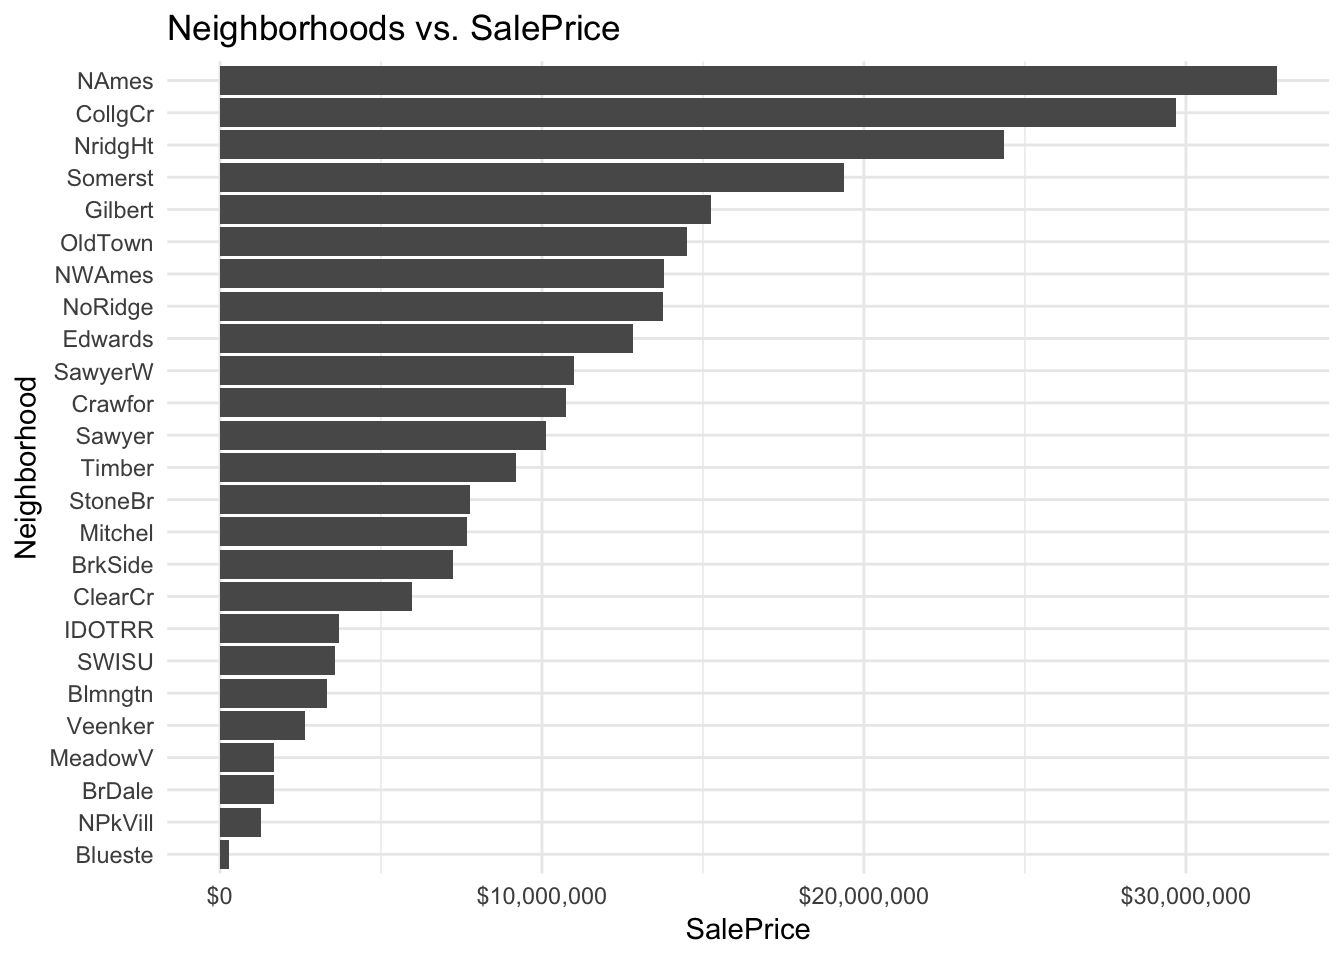 Neighborhoods vs. SalePrice
Neighborhood
NAmes
CollgCr
NridgHt
Somerst
Gilbert
OldTown
NWAmes
NoRidge
Edwards
SawyerW
Crawfor
Sawyer
Timber
StoneBr
Mitchel
BrkSide
ClearCr
IDOTRR
SWISU
Blmngtn
Veenker
MeadowV
BrDale
NPkVill
Blueste
$0 $10,000,000 $20,000,000 $30,000,000
SalePrice